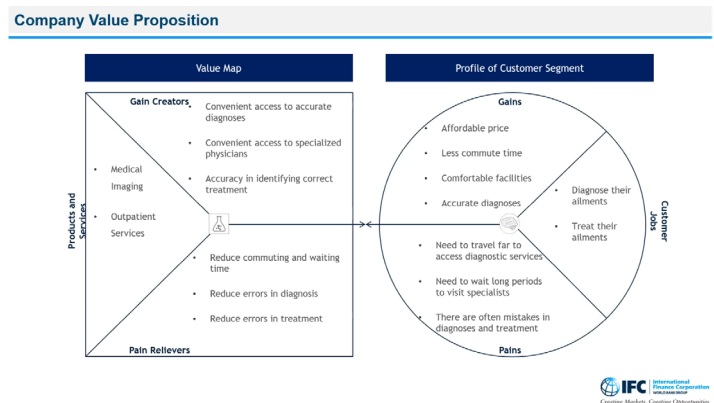 Company Value Proposition
Value Map
Profile of Customer Segment
Gain Creators
• Convenient access to accurate
diagnoses
• Convenient access to specialized
physicians
• Accuracy in identifying correct
treatment
Products and
Services
• Medical
Imaging
• Outpatient
Services
• Reduce commuting and waiting
time
• Reduce errors in diagnosis
• Reduce errors in treatment
Pain Relievers
Gains
• Affordable price
• Less commute time
• Comfortable facilities
• Accurate diagnoses
• Diagnose their
ailments
• Treat their
ailments
Customer
Jobs
• Need to travel far to
access diagnostic services
• Need to wait long periods
to visit specialists
• There are often mistakes in
diagnoses and treatment
Pains
IFC
International
Finance Corporation
WORLD BANK GROUP
Creating Markets, Creating Opportunities